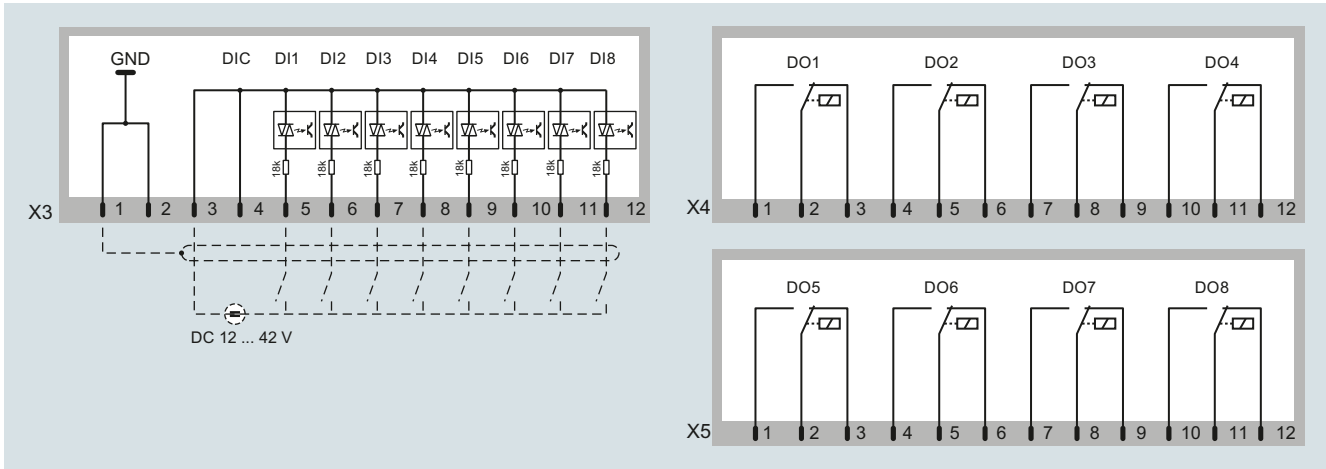 GND DIC DI1 DI2 DI3 DI4 DI5 DI6 DI7 DI8
18k 18k 18k 18k 18k 18k 18k 18k
X3 1 2 3 4 5 6 7 8 9 10 11 12
DC 12 ... 42 V
DO1 DO2 DO3 DO4
X4 1 2 3 4 5 6 7 8 9 10 11 12
DO5 DO6 DO7 DO8
X5 1 2 3 4 5 6 7 8 9 10 11 12